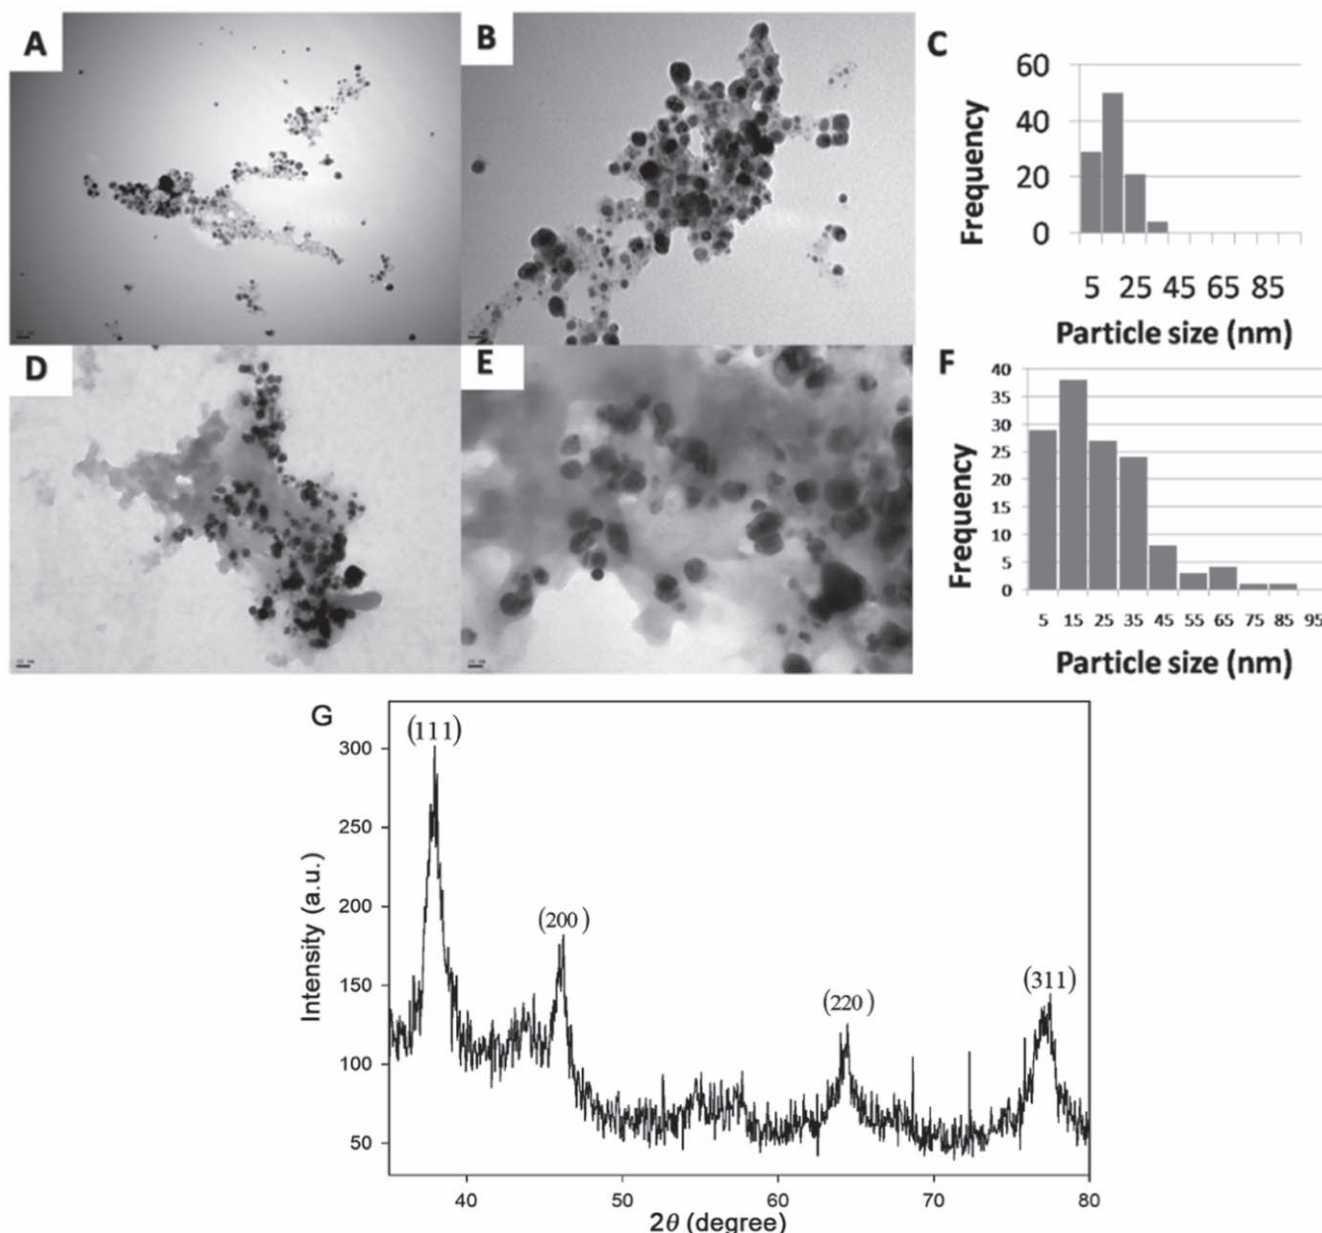 A
B
C
60
40
20
0
Frequency
5 25 45 65 85
Particle size (nm)
D
E
F
40
35
30
25
20
15
10
5
0
Frequency
5 15 25 35 45 55 65 75 85 95
Particle size (nm)
G
(111)
(200)
(220)
(311)
300
250
200
150
100
50
Intensity (a.u.)
40 50 60 70 80
2θ (degree)